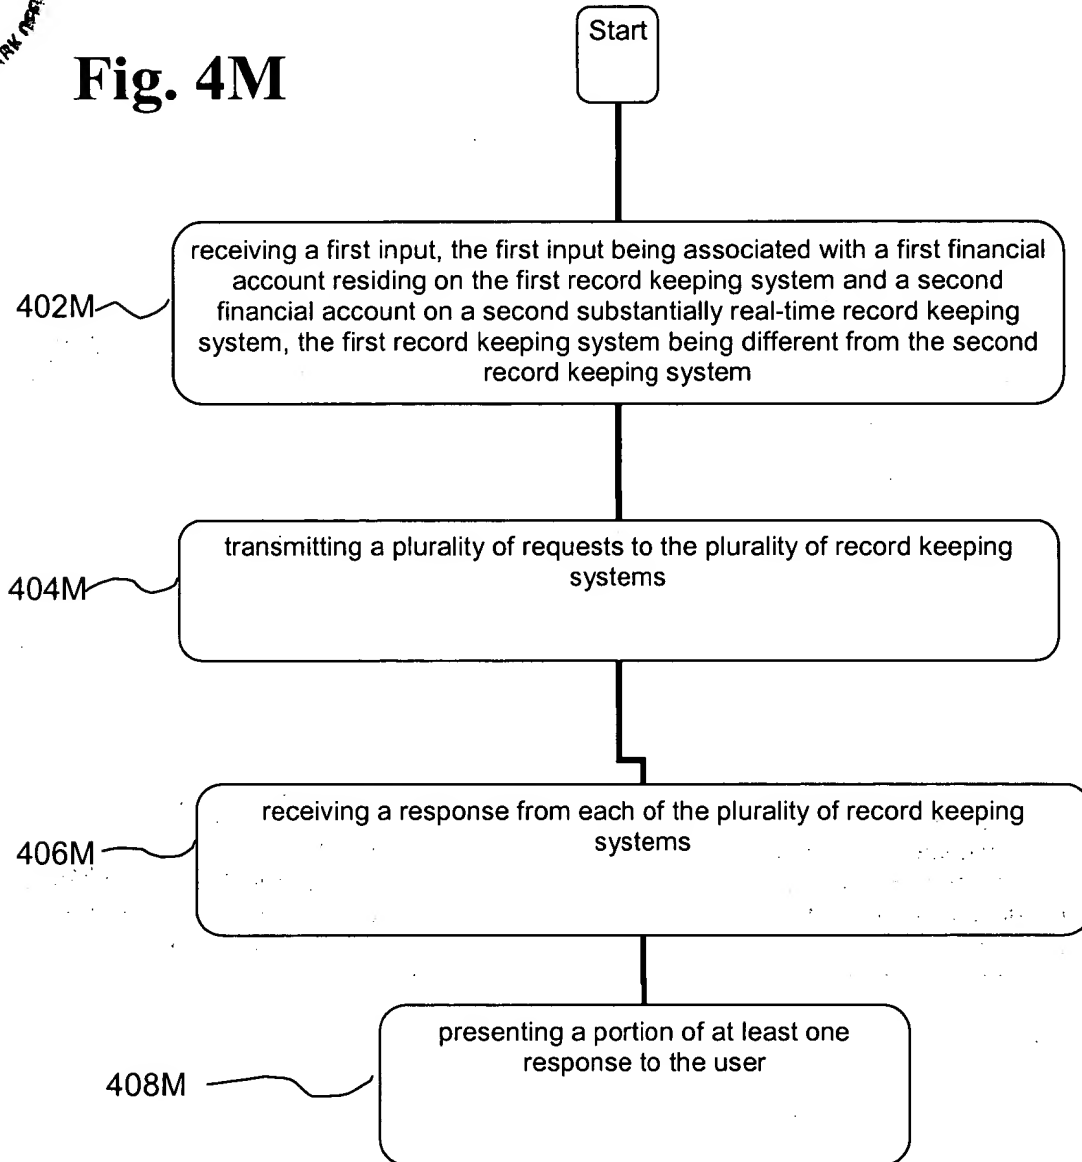 Fig. 4M
Start
402M
receiving a first input, the first input being associated with a first financial
account residing on the first record keeping system and a second
financial account on a second substantially real-time record keeping
system, the first record keeping system being different from the second
record keeping system
404M
transmitting a plurality of requests to the plurality of record keeping
systems
406M
receiving a response from each of the plurality of record keeping
systems
408M
presenting a portion of at least one
response to the user